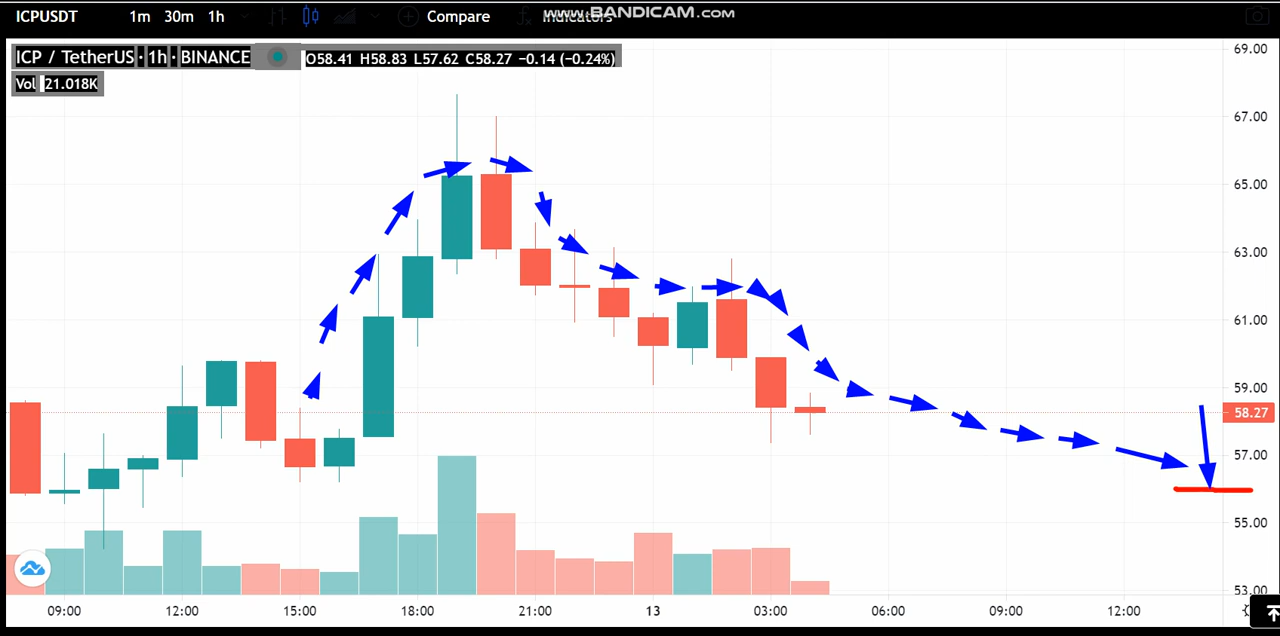 ICPUSDT 1m 30m 1h Compare Indicators
www.BANDICAM.com
ICP / TetherUS · 1h · BINANCE O58.41 H58.83 L57.62 C58.27 −0.14 (−0.24%)
Vol 21.018K
69.00
67.00
65.00
63.00
61.00
59.00
58.27
57.00
55.00
53.00
09:00 12:00 15:00 18:00 21:00 13 03:00 06:00 09:00 12:00